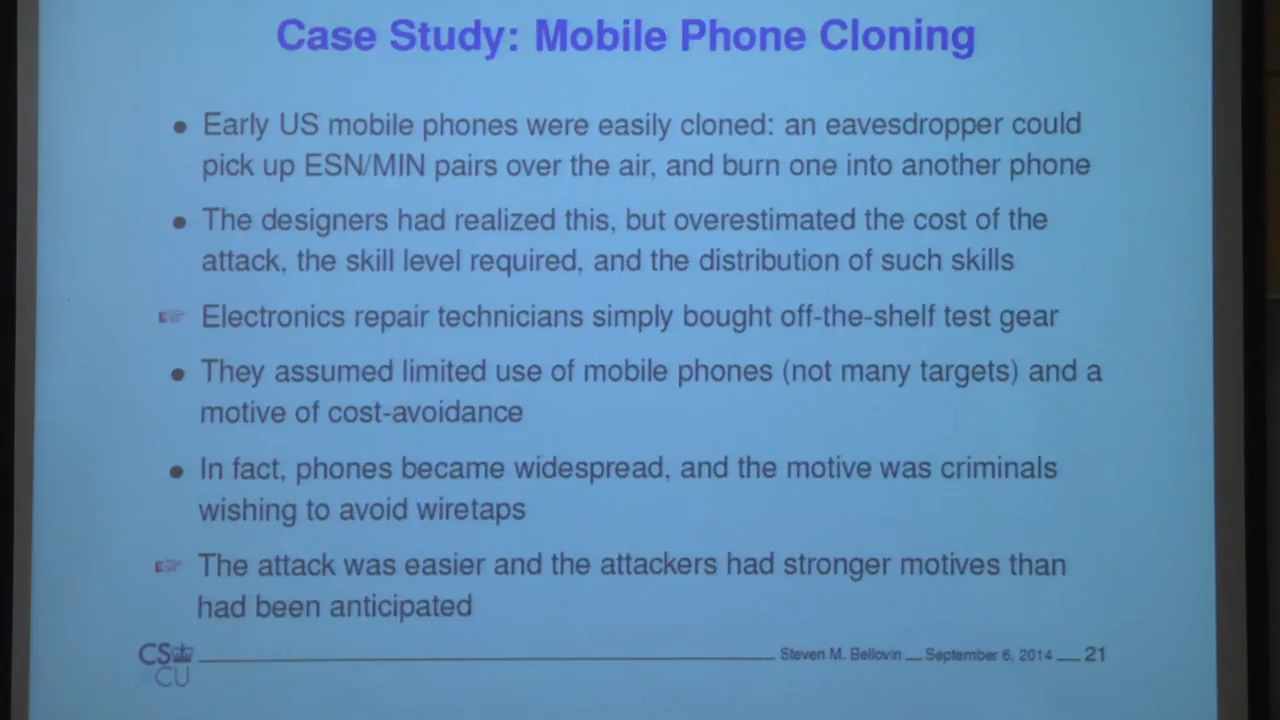 Case Study: Mobile Phone Cloning
• Early US mobile phones were easily cloned: an eavesdropper could
pick up ESN/MIN pairs over the air, and burn one into another phone
• The designers had realized this, but overestimated the cost of the
attack, the skill level required, and the distribution of such skills
☞ Electronics repair technicians simply bought off-the-shelf test gear
• They assumed limited use of mobile phones (not many targets) and a
motive of cost-avoidance
• In fact, phones became widespread, and the motive was criminals
wishing to avoid wiretaps
☞ The attack was easier and the attackers had stronger motives than
had been anticipated
CS
CU
Steven M. Bellovin — September 6, 2014 — 21